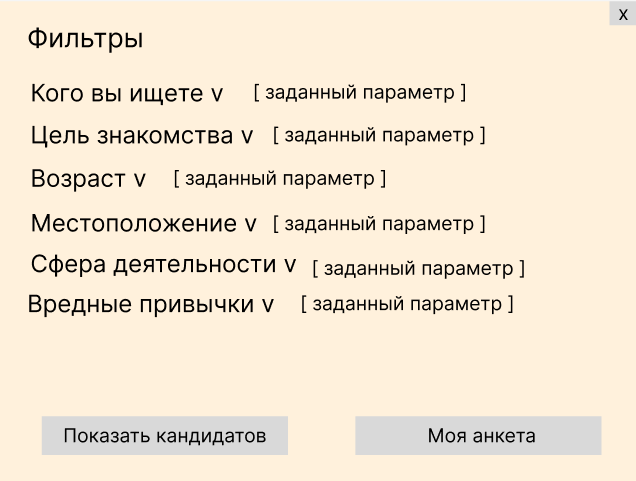 x
Фильтры
Кого вы ищете v [ заданный параметр ]
Цель знакомства v [ заданный параметр ]
Возраст v [ заданный параметр ]
Местоположение v [ заданный параметр ]
Сфера деятельности v [ заданный параметр ]
Вредные привычки v [ заданный параметр ]
Показать кандидатов Моя анкета